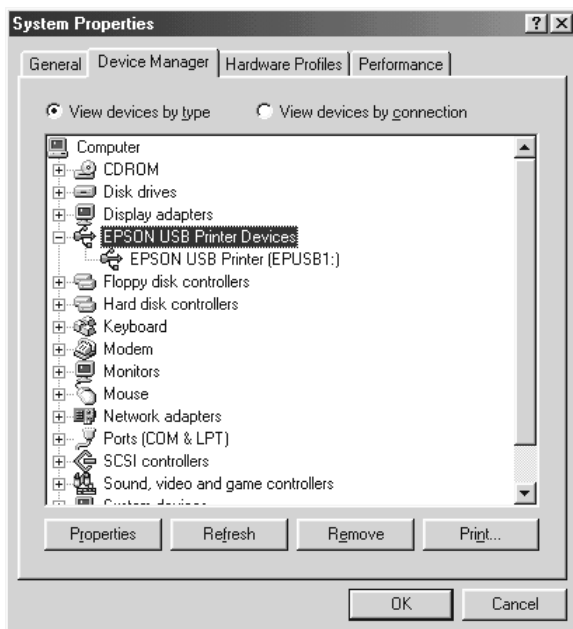 System Properties
General Device Manager Hardware Profiles Performance
View devices by type View devices by connection
Computer
CDROM
Disk drives
Display adapters
EPSON USB Printer Devices
EPSON USB Printer (EPUSB1:)
Floppy disk controllers
Hard disk controllers
Keyboard
Modem
Monitors
Mouse
Network adapters
Ports (COM & LPT)
SCSI controllers
Sound, video and game controllers
Properties Refresh Remove Print...
OK Cancel